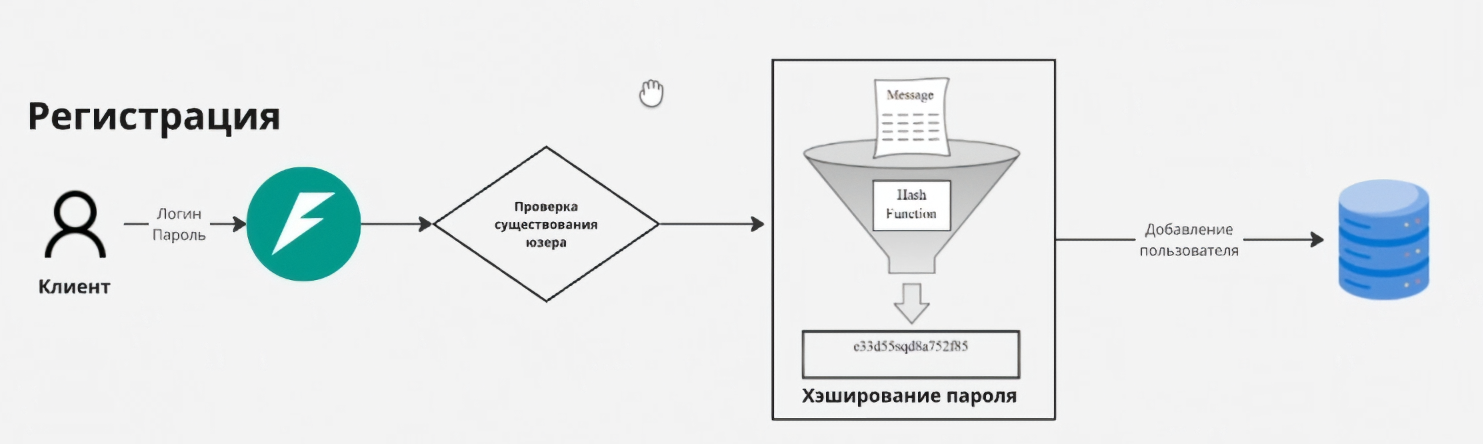 Регистрация
Клиент
Логин
Пароль
Проверка
существования
юзера
Message
Hash
Function
e33d55sqd8a752f85
Хэширование пароля
Добавление
пользователя